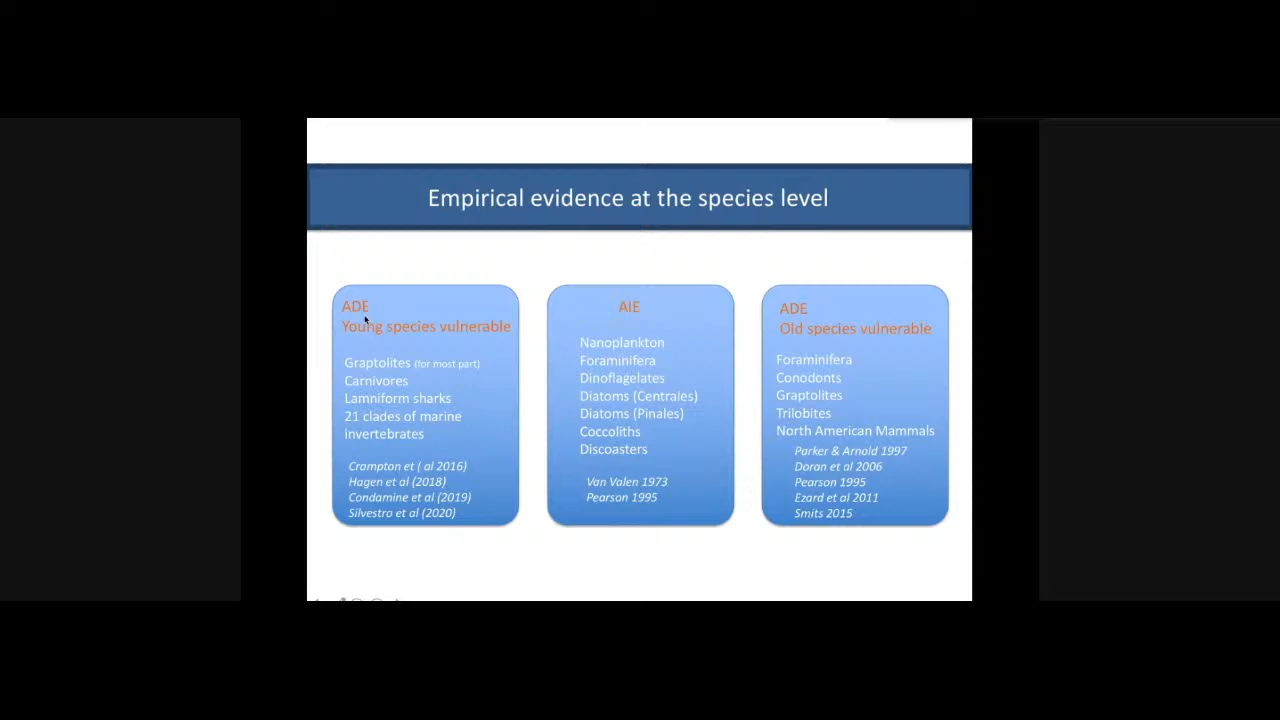 Empirical evidence at the species level
ADE
Young species vulnerable
Graptolites (for most part)
Carnivores
Lamniform sharks
21 clades of marine
invertebrates
Crampton et ( al 2016)
Hagen et al (2018)
Condamine et al (2019)
Silvestro et al (2020)
AIE
Nanoplankton
Foraminifera
Dinoflagelates
Diatoms (Centrales)
Diatoms (Pinales)
Coccoliths
Discoasters
Van Valen 1973
Pearson 1995
ADE
Old species vulnerable
Foraminifera
Conodonts
Graptolites
Trilobites
North American Mammals
Parker & Arnold 1997
Doran et al 2006
Pearson 1995
Ezard et al 2011
Smits 2015